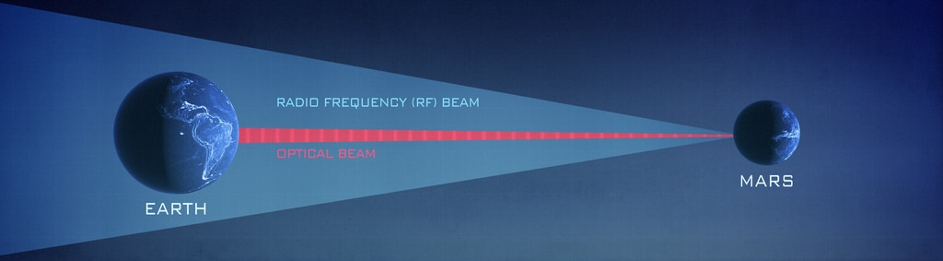 RADIO FREQUENCY (RF) BEAM
OPTICAL BEAM
EARTH
MARS